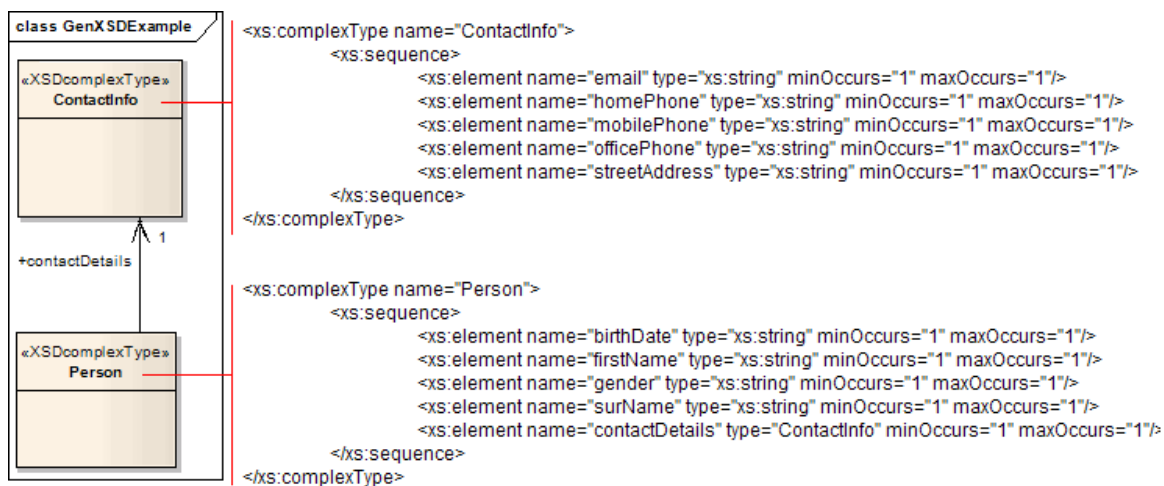 class GenXSDExample
«XSDcomplexType»
ContactInfo
1
+contactDetails
«XSDcomplexType»
Person
<xs:complexType name="ContactInfo">
<xs:sequence>
<xs:element name="email" type="xs:string" minOccurs="1" maxOccurs="1"/>
<xs:element name="homePhone" type="xs:string" minOccurs="1" maxOccurs="1"/>
<xs:element name="mobilePhone" type="xs:string" minOccurs="1" maxOccurs="1"/>
<xs:element name="officePhone" type="xs:string" minOccurs="1" maxOccurs="1"/>
<xs:element name="streetAddress" type="xs:string" minOccurs="1" maxOccurs="1"/>
</xs:sequence>
</xs:complexType>
<xs:complexType name="Person">
<xs:sequence>
<xs:element name="birthDate" type="xs:string" minOccurs="1" maxOccurs="1"/>
<xs:element name="firstName" type="xs:string" minOccurs="1" maxOccurs="1"/>
<xs:element name="gender" type="xs:string" minOccurs="1" maxOccurs="1"/>
<xs:element name="surName" type="xs:string" minOccurs="1" maxOccurs="1"/>
<xs:element name="contactDetails" type="ContactInfo" minOccurs="1" maxOccurs="1"/>
</xs:sequence>
</xs:complexType>